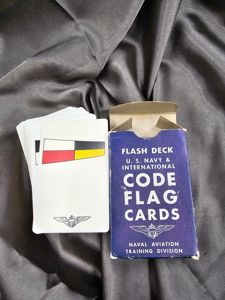 FLASH DECK
U. S. NAVY &
INTERNATIONAL
CODE
FLAG
CARDS
NAVAL AVIATION
TRAINING DIVISION